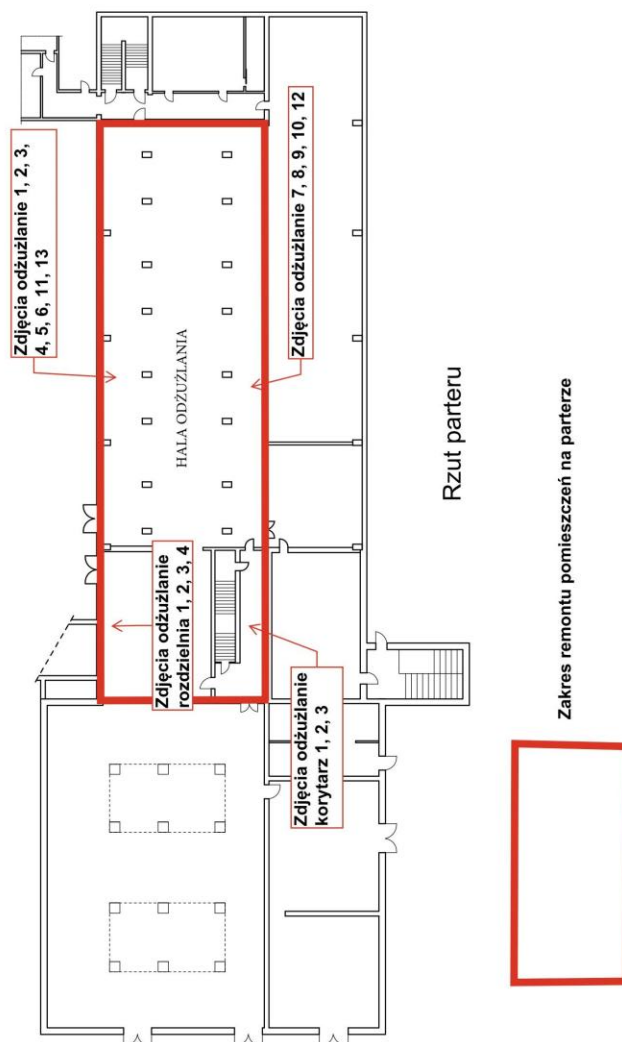 Zdjęcia odżużlanie 1, 2, 3,
4, 5, 6, 11, 13
Zdjęcia odżużlanie 7, 8, 9, 10, 12
HALA ODŻUŻLANIA
Zdjęcia odżużlanie
rozdzielnia 1, 2, 3, 4
Zdjęcia odżużlanie
korytarz 1, 2, 3
Rzut parteru
Zakres remontu pomieszczeń na parterze